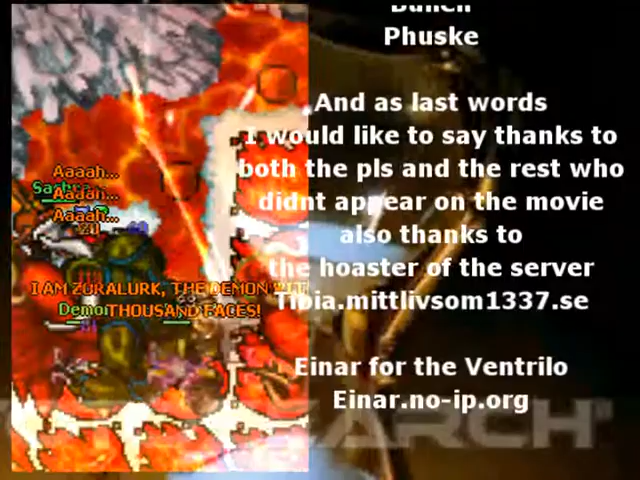 Phuske
And as last words
I would like to say thanks to
both the pls and the rest who
didnt appear on the movie
also thanks to
the hoaster of the server
Tibia.mittlivsom1337.se
Einar for the Ventrilo
Einar.no-ip.org
Aaaah...
Aaaah...
Aaaah...
I AM ZORALURK, THE DEMON
THOUSAND FACES!